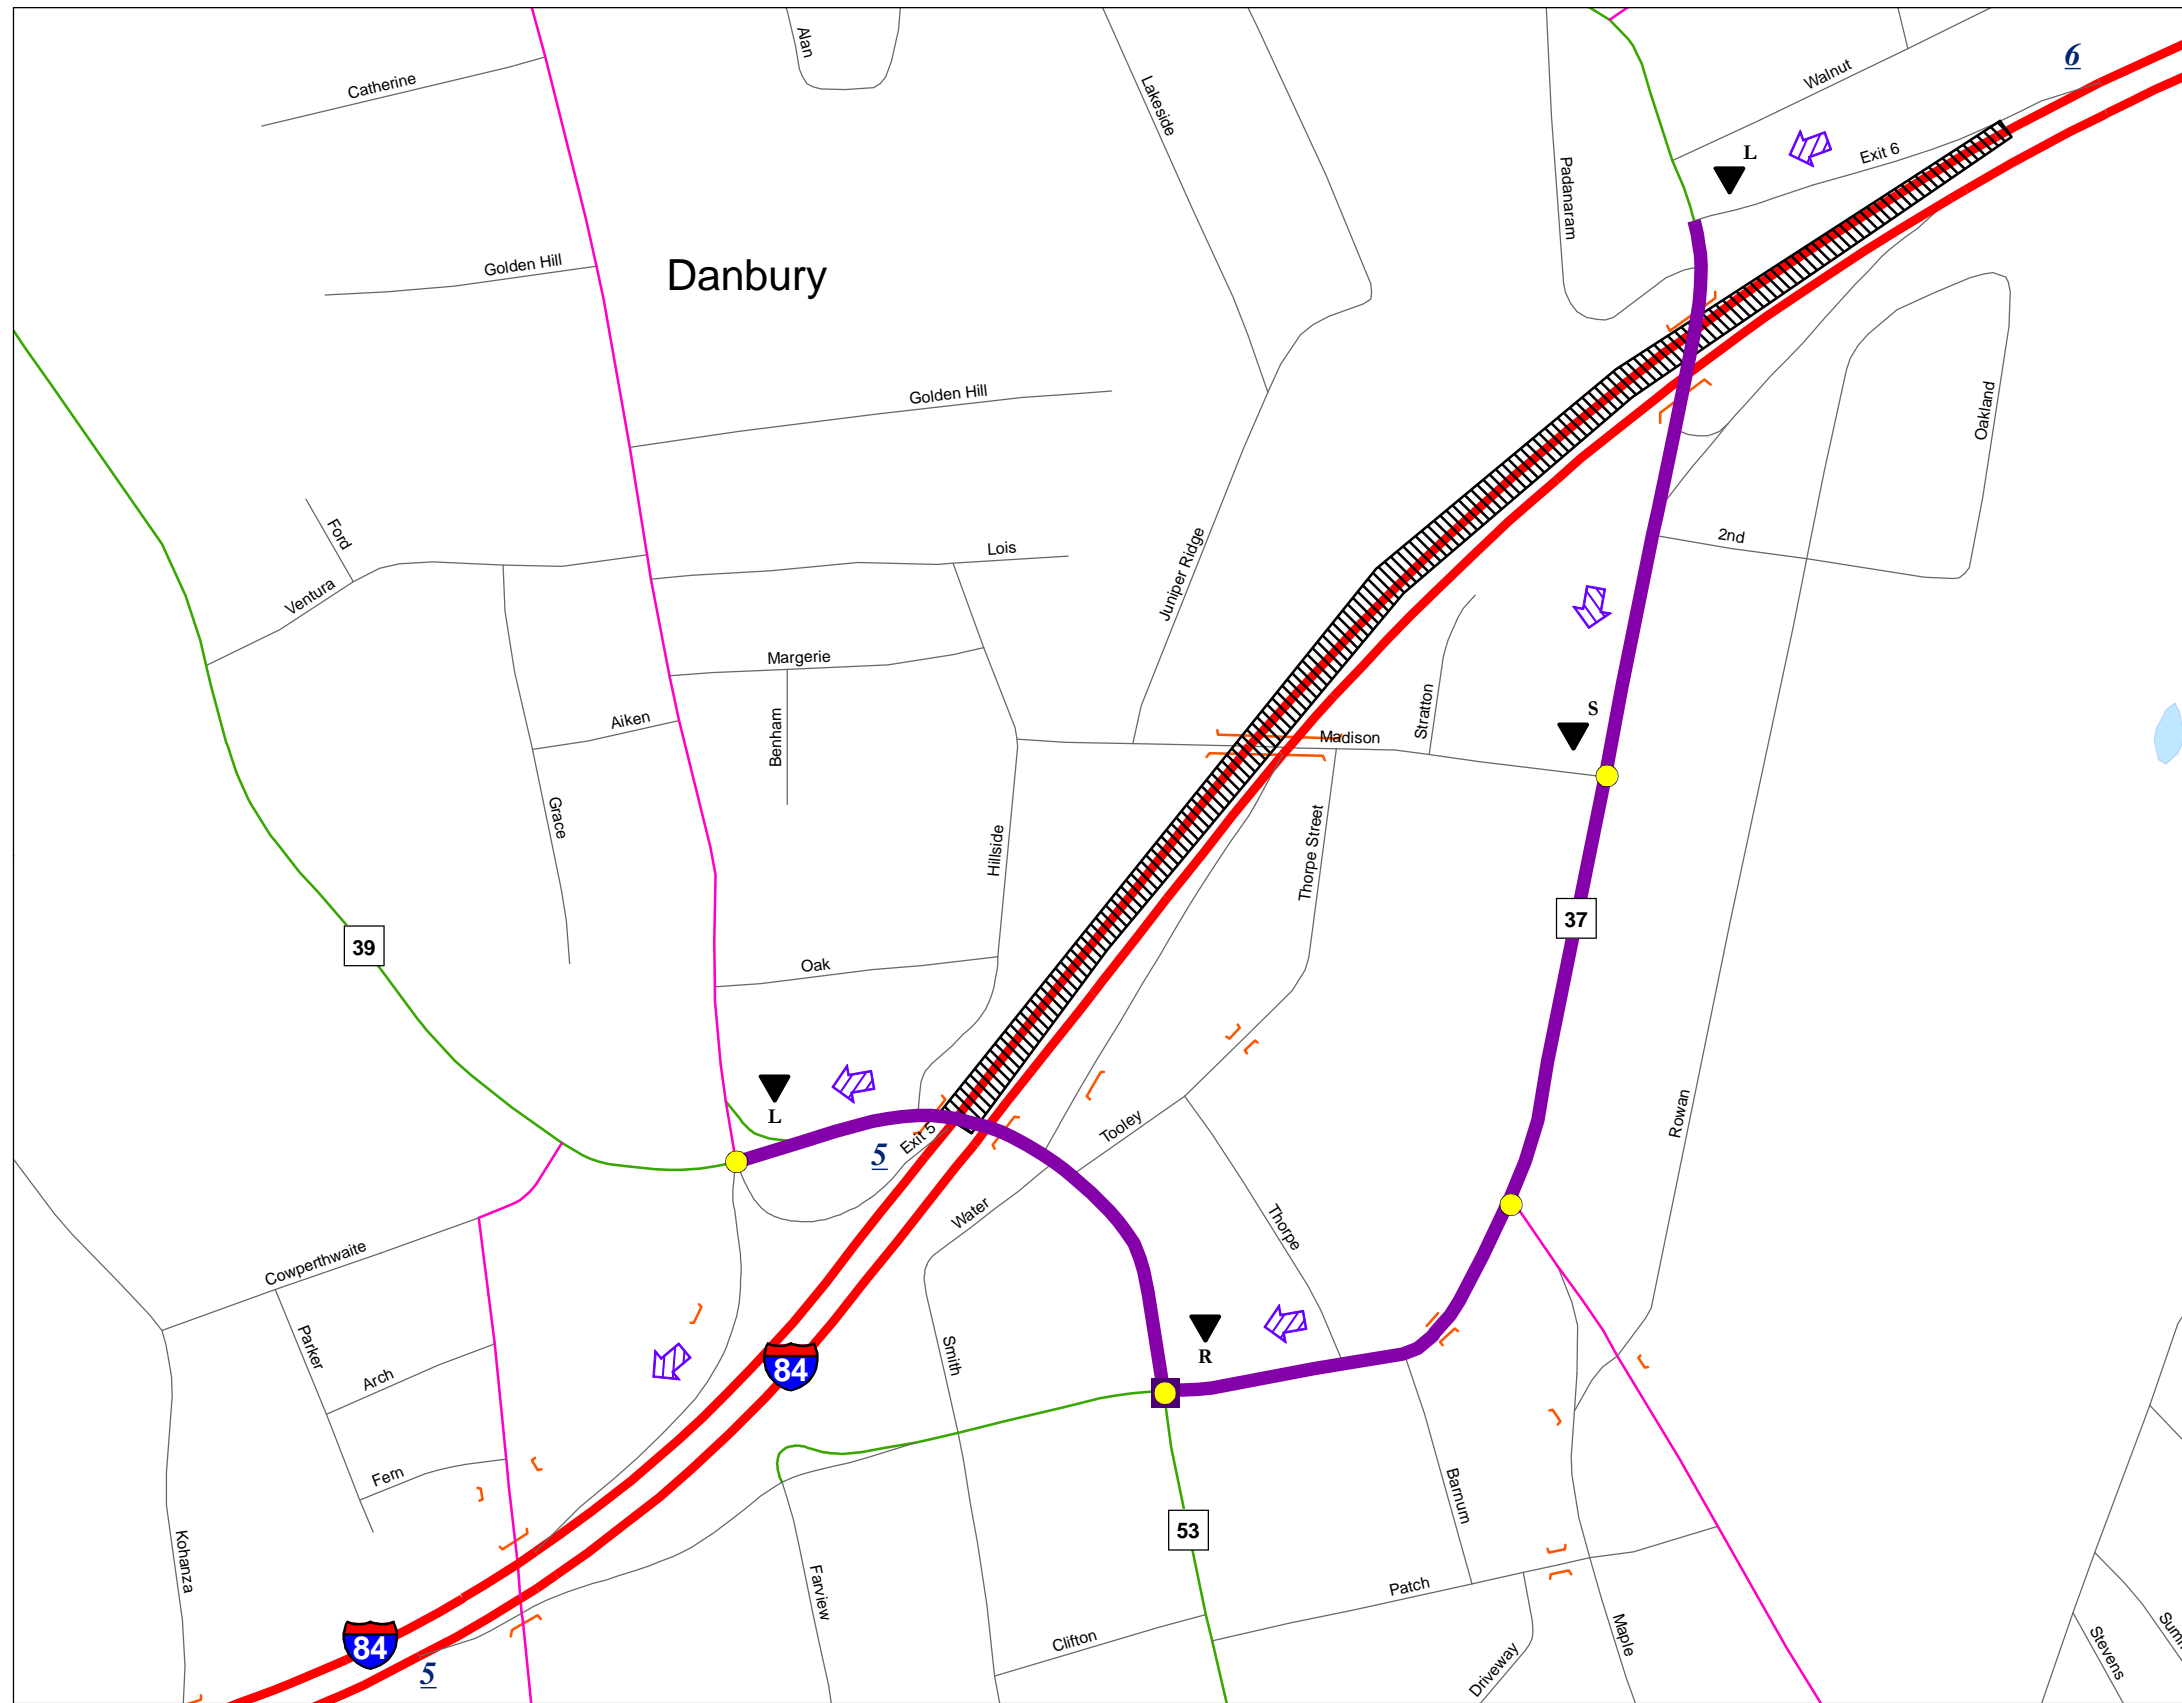 Alan
Catherine
Lakeside
Walnut
6
L
Exit 6
Padanaram
Golden Hill
Danbury
Golden Hill
Oakland
Ford
2nd
Lois
Juniper Ridge
Ventura
Margerie
Aiken
Benham
Stratton
S
Madison
Grace
Hillside
Thorpe Street
37
39
Oak
L
Rowan
Tooley
Exit 5
5
Water
Thorpe
Cowperthwaite
Parker
Smith
R
84
Arch
Fern
Barnum
53
Kohanza
Farview
Patch
Clifton
Maple
Driveway
Stevens
84
5